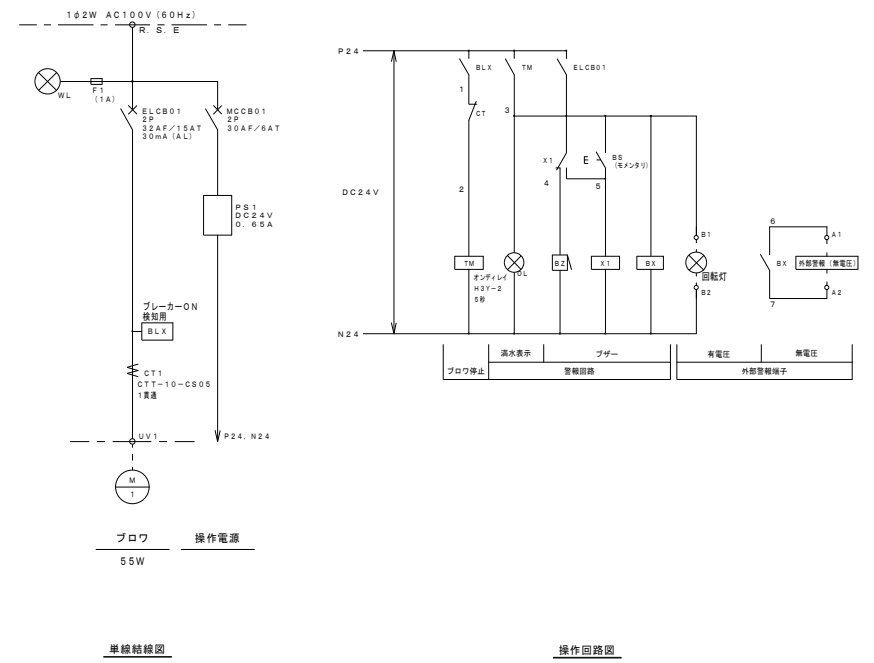 1φ2W AC100V(60Hz)
R.S.E
WL
F1
(1A)
ELCB01
2P
32AF/15AT
30mA(AL)
MCCB01
2P
30AF/6AT
PS1
DC24V
0.65A
ブレーカーON
検知用
BLX
CT1
CTT-10-CS05
1貫通
UV1
P24,N24
M
1
ブロワ
操作電源
55W
単線結線図
P24
BLX
TM
ELCB01
1
CT
3
X1
E
BS
(モメンタリ)
4
5
2
DC24V
TM
オンディレイ
H3Y-2
5秒
OL
BZ
X1
BX
B1
回転灯
B2
6
BX
A1
外部警報(無電圧)
A2
7
N24
満水表示
ブザー
有電圧
無電圧
ブロワ停止
警報回路
外部警報端子
操作回路図